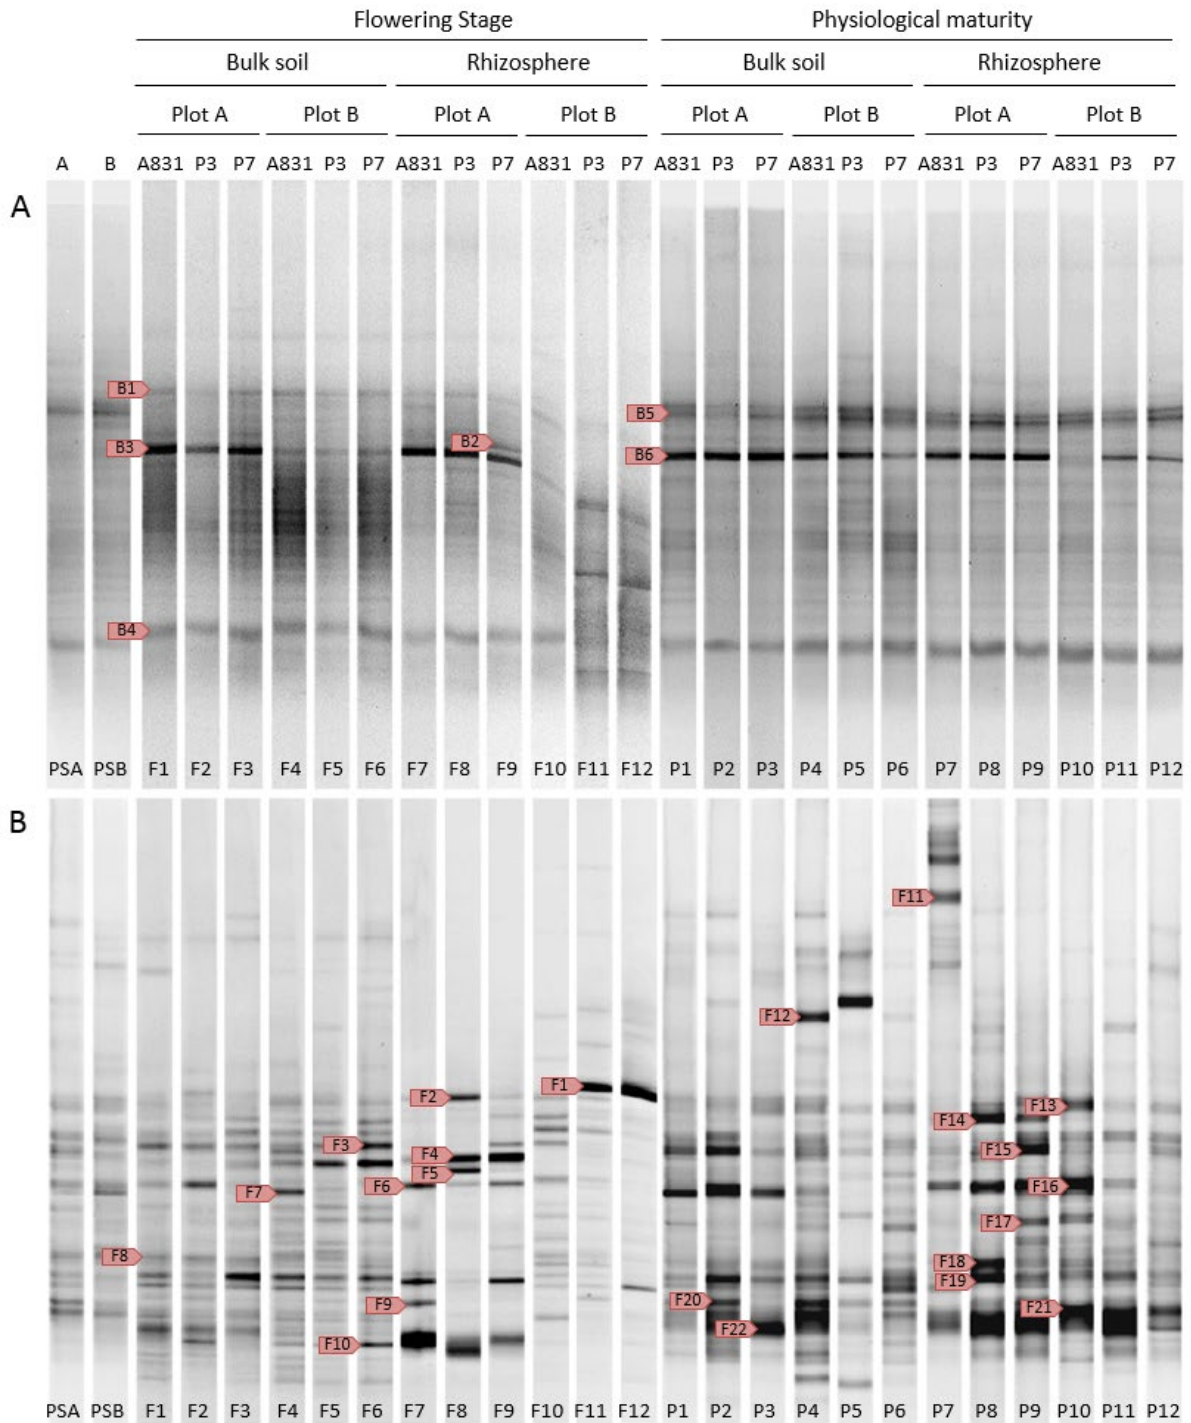 Flowering Stage Physiological maturity
Bulk soil Rhizosphere Bulk soil Rhizosphere
Plot A Plot B Plot A Plot B Plot A Plot B Plot A Plot B
A B A831 P3 P7 A831 P3 P7 A831 P3 P7 A831 P3 P7 A831 P3 P7 A831 P3 P7 A831 P3 P7 A831 P3 P7
A
B1
B5
B2
B3
B6
B4
PSA PSB F1 F2 F3 F4 F5 F6 F7 F8 F9 F10 F11 F12 P1 P2 P3 P4 P5 P6 P7 P8 P9 P10 P11 P12
B
F11
F12
F1
F2
F13
F14
F3
F15
F4
F5
F6
F16
F7
F17
F8
F18
F19
F20
F9
F21
F22
F10
PSA PSB F1 F2 F3 F4 F5 F6 F7 F8 F9 F10 F11 F12 P1 P2 P3 P4 P5 P6 P7 P8 P9 P10 P11 P12